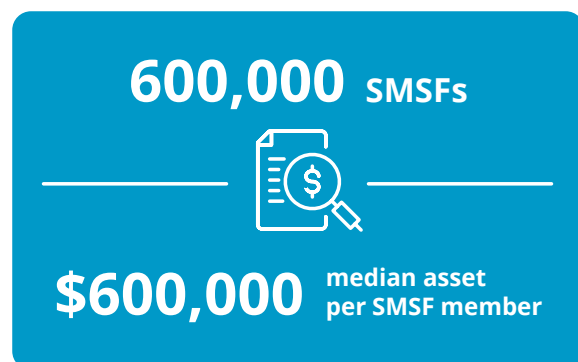 600,000 SMSFs
$
$600,000 median asset
per SMSF member